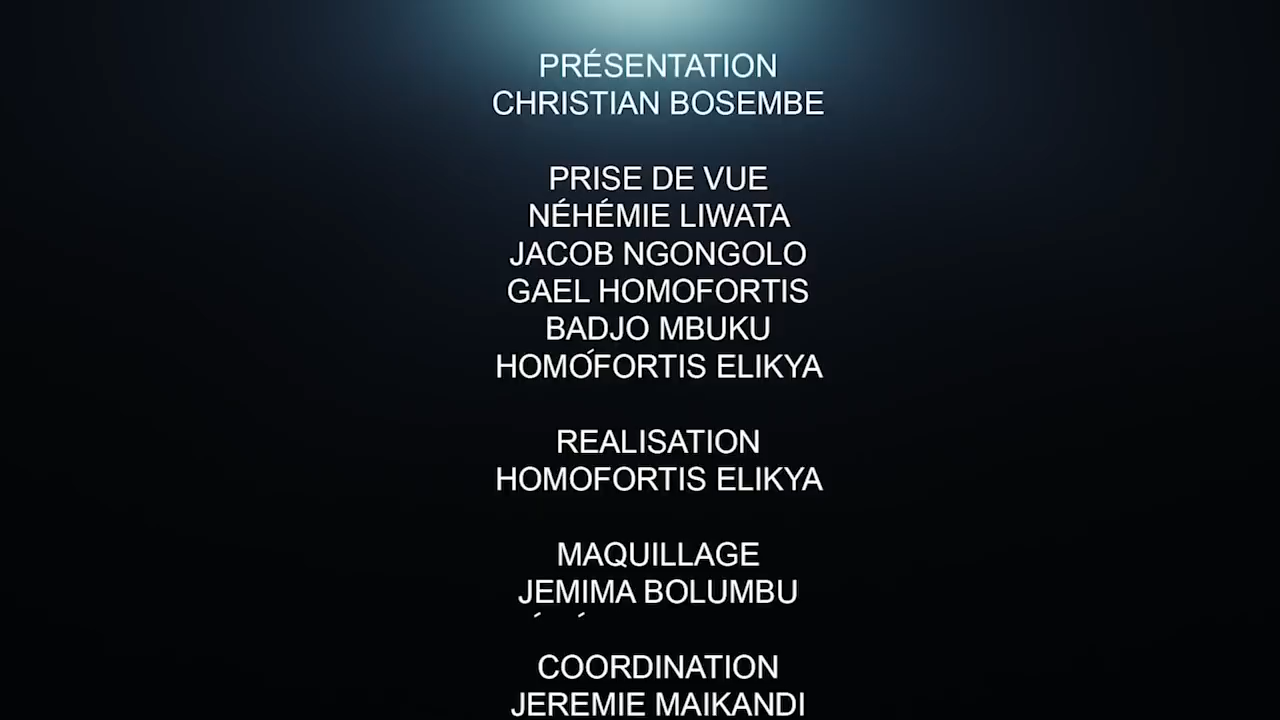 PRÉSENTATION
CHRISTIAN BOSEMBE
PRISE DE VUE
NÉHÉMIE LIWATA
JACOB NGONGOLO
GAEL HOMOFORTIS
BADJO MBUKU
HOMOFORTIS ELIKYA
REALISATION
HOMOFORTIS ELIKYA
MAQUILLAGE
JEMIMA BOLUMBU
COORDINATION
JEREMIE MAIKANDI